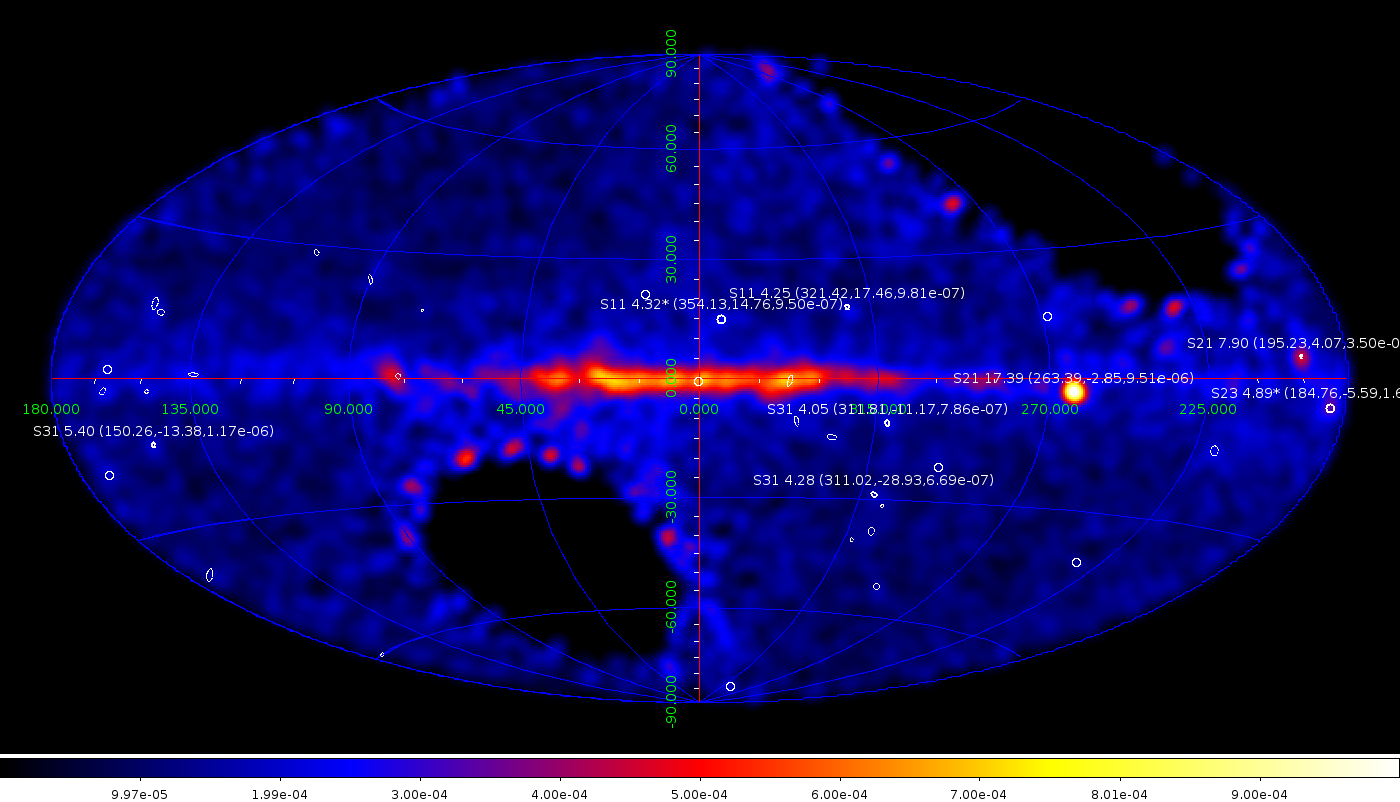 90.000
60.000
30.000
S11 4.25 (321.42,17.46,9.81e-07)
S11 4.32* (354.13,14.76,9.50e-07)
S21 7.90 (195.23,4.07,3.50e-0
0.000
S21 17.39 (263.39,-2.85,9.51e-07)
S23 4.89* (184.76,-5.59,1.6
180.000 135.000 90.000 45.000 0.000 270.000 225.000
S31 4.05
-11.17,7.86e-07)
S31 5.40 (150.26,-13.38,1.17e-06)
S31 4.28 (311.02,-28.93,6.69e-07)
-30.000
-60.000
-90.000
9.97e-05 1.99e-04 3.00e-04 4.00e-04 5.00e-04 6.00e-04 7.00e-04 8.01e-04 9.00e-04